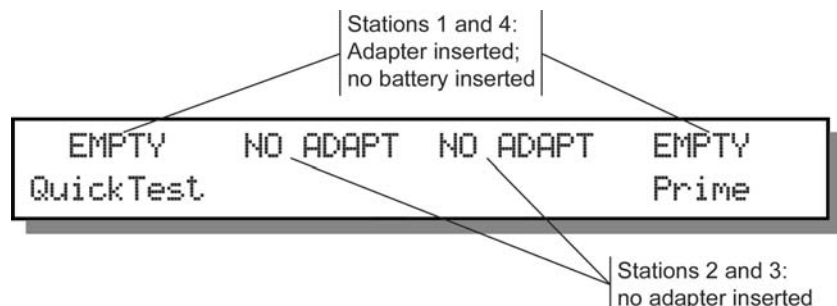 Stations 1 and 4:
Adapter inserted;
no battery inserted
EMPTY NO ADAPT NO ADAPT EMPTY
QuickTest Prime
Stations 2 and 3:
no adapter inserted